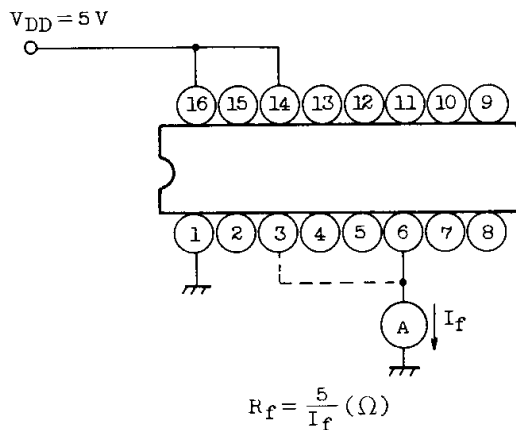 V_DD = 5 V
16 15 14 13 12 11 10 9
1 2 3 4 5 6 7 8
A I_f
R_f = 5/I_f (Ω)